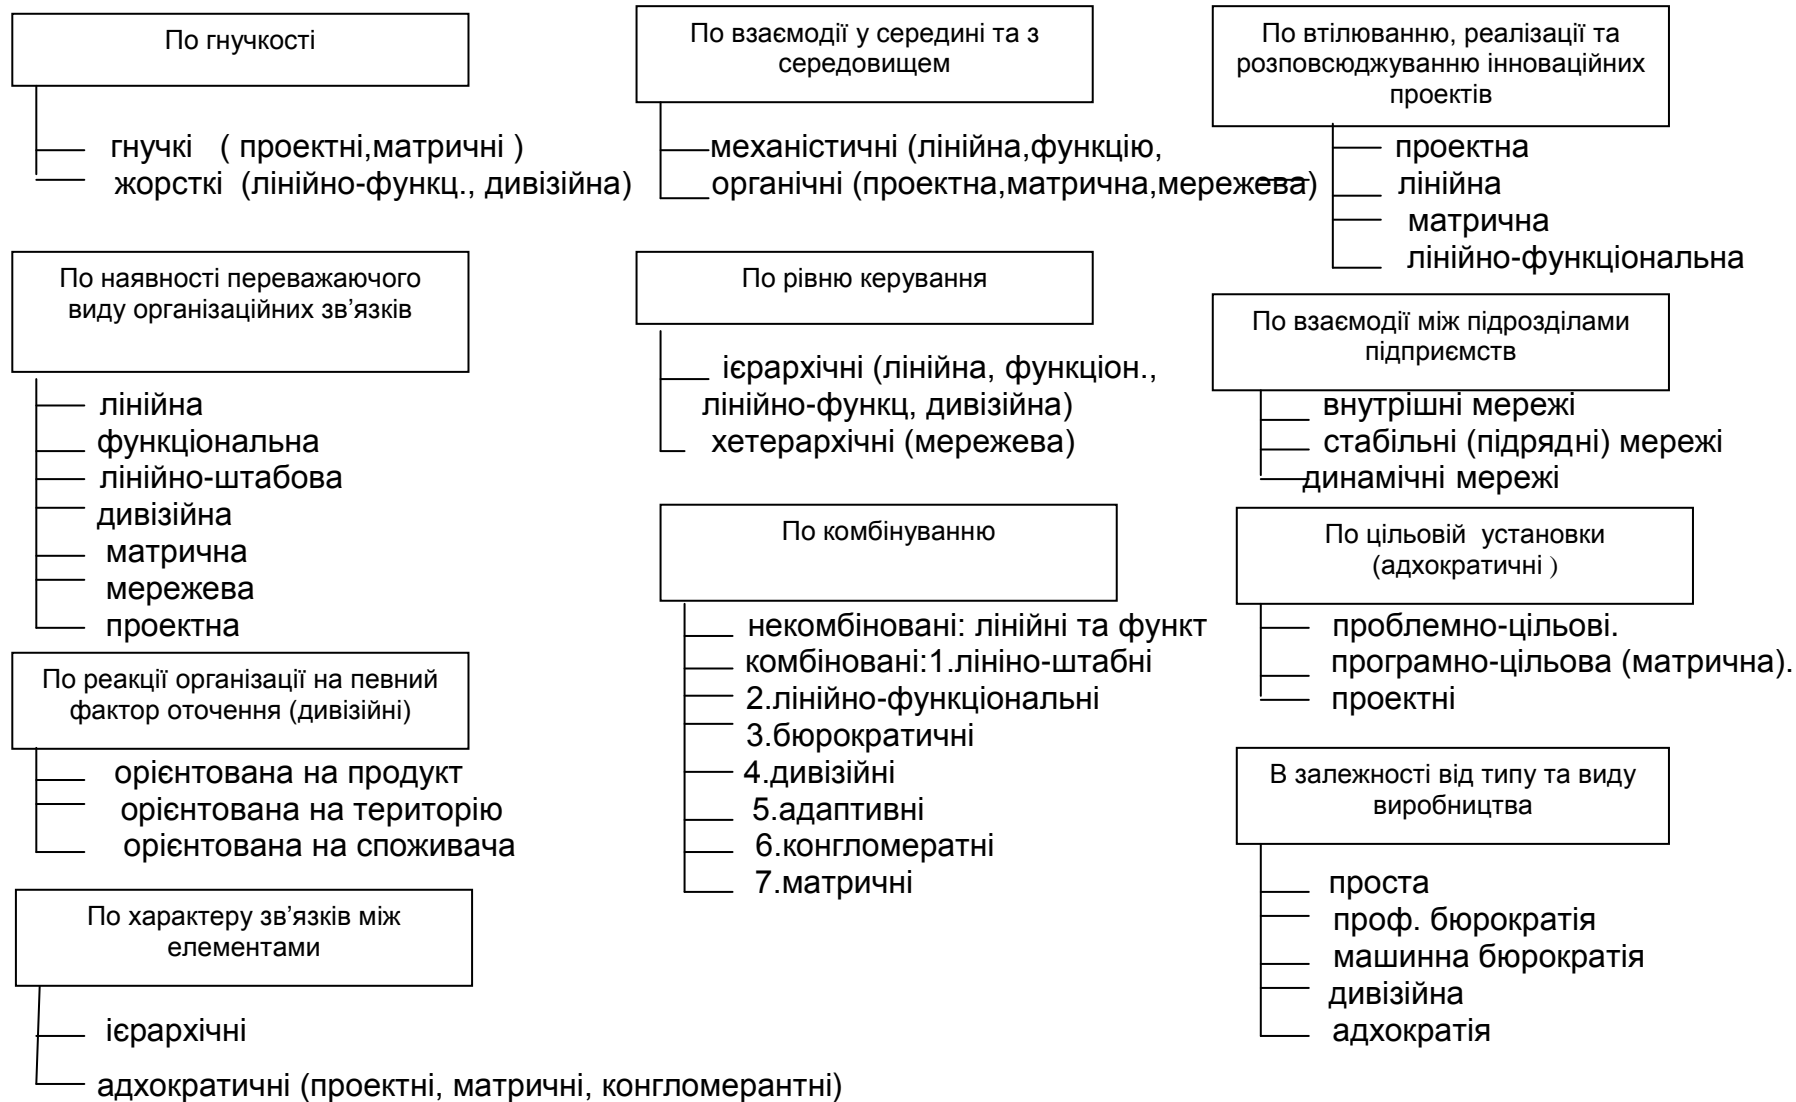 По гнучкості
гнучкі ( проектні,матричні )
жорсткі (лінійно-функц., дивізійна)
По наявності переважаючого
виду організаційних зв’язків
лінійна
функціональна
лінійно-штабова
дивізійна
матрична
мережева
проектна
По реакції організації на певний
фактор оточення (дивізійні)
орієнтована на продукт
орієнтована на територію
орієнтована на споживача
По характеру зв’язків між
елементами
ієрархічні
адхократичні (проектні, матричні, конгломерантні)
По взаємодії у середині та з
середовищем
механістичні (лінійна,функцію,
органічні (проектна,матрична,мережева)
По рівню керування
ієрархічні (лінійна, функціон.,
лінійно-функц, дивізійна)
хетерархічні (мережева)
По комбінуванню
некомбіновані: лінійні та функт
комбіновані:1.лініно-штабні
2.лінійно-функціональні
3.бюрократичні
4.дивізійні
5.адаптивні
6.конгломератні
7.матричні
По втілюванню, реалізації та
розповсюджуванню інноваційних
проектів
проектна
лінійна
матрична
лінійно-функціональна
По взаємодії між підрозділами
підприємств
внутрішні мережі
стабільні (підрядні) мережі
динамічні мережі
По цільовій установки
(адхократичні )
проблемно-цільові.
програмно-цільова (матрична).
проектні
В залежності від типу та виду
виробництва
проста
проф. бюрократія
машинна бюрократія
дивізійна
адхократія